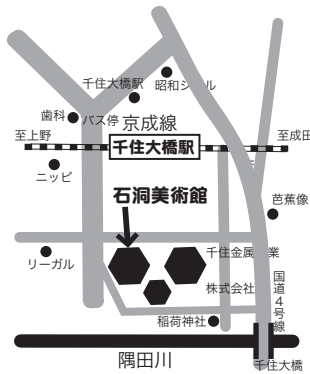 千住大橋駅
昭和シェル
歯科
バス停
京成線
至上野
千住大橋駅
至成田
ニッピ
石洞美術館
芭蕉像
リーガル
千住金属
業
株式会社
国道4号線
稲荷神社
隅田川
千住大橋